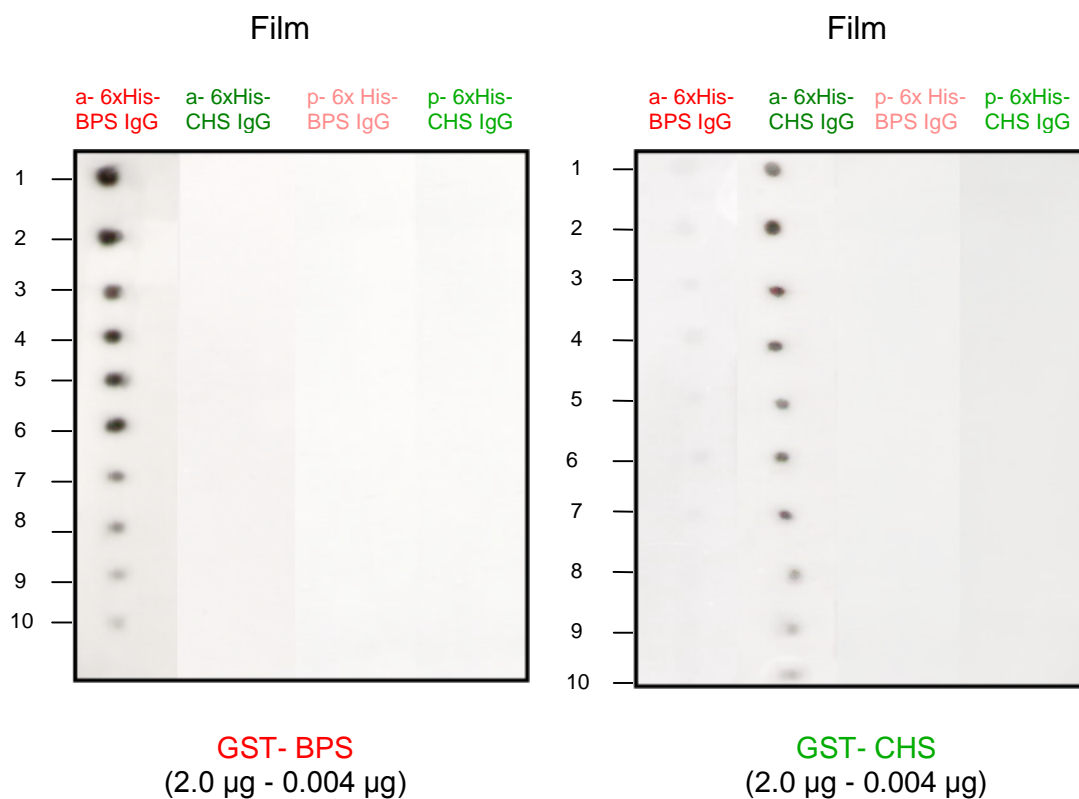 Film
a- 6xHis-
BPS IgG
a- 6xHis-
CHS IgG
p- 6x His-
BPS IgG
p- 6xHis-
CHS IgG
1
2
3
4
5
6
7
8
9
10
GST- BPS
(2.0 µg - 0.004 µg)
Film
a- 6xHis-
BPS IgG
a- 6xHis-
CHS IgG
p- 6x His-
BPS IgG
p- 6xHis-
CHS IgG
1
2
3
4
5
6
7
8
9
10
GST- CHS
(2.0 µg - 0.004 µg)